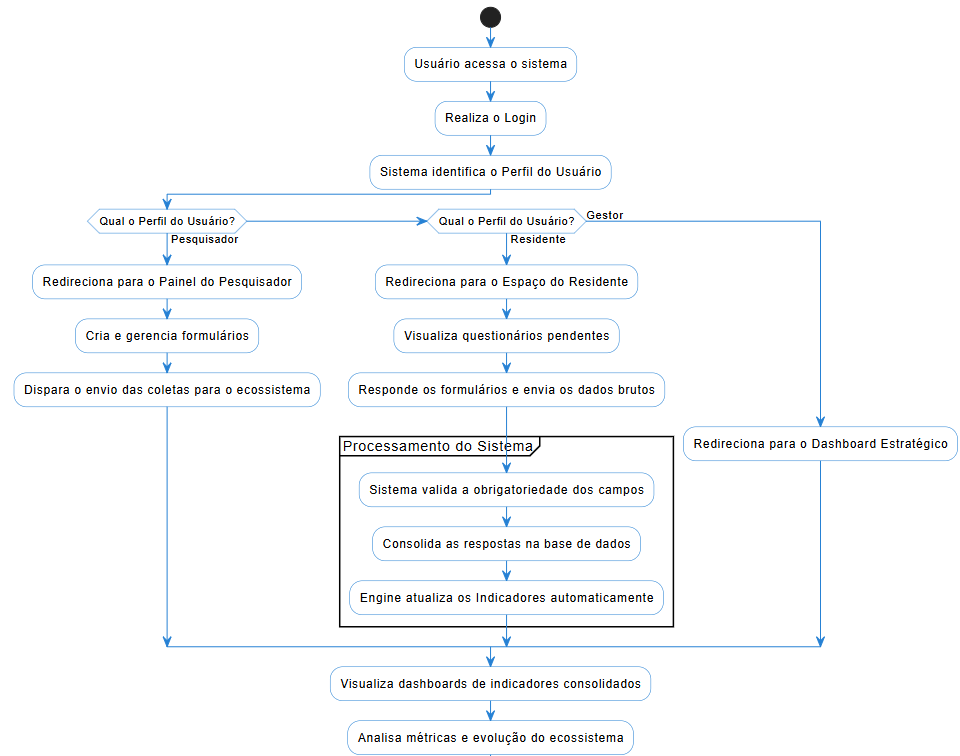 Usuário acessa o sistema
Realiza o Login
Sistema identifica o Perfil do Usuário
Qual o Perfil do Usuário?
Pesquisador
Qual o Perfil do Usuário?
Residente
Gestor
Redireciona para o Painel do Pesquisador
Cria e gerencia formulários
Dispara o envio das coletas para o ecossistema
Redireciona para o Espaço do Residente
Visualiza questionários pendentes
Responde os formulários e envia os dados brutos
Processamento do Sistema
Sistema valida a obrigatoriedade dos campos
Consolida as respostas na base de dados
Engine atualiza os Indicadores automaticamente
Redireciona para o Dashboard Estratégico
Visualiza dashboards de indicadores consolidados
Analisa métricas e evolução do ecossistema